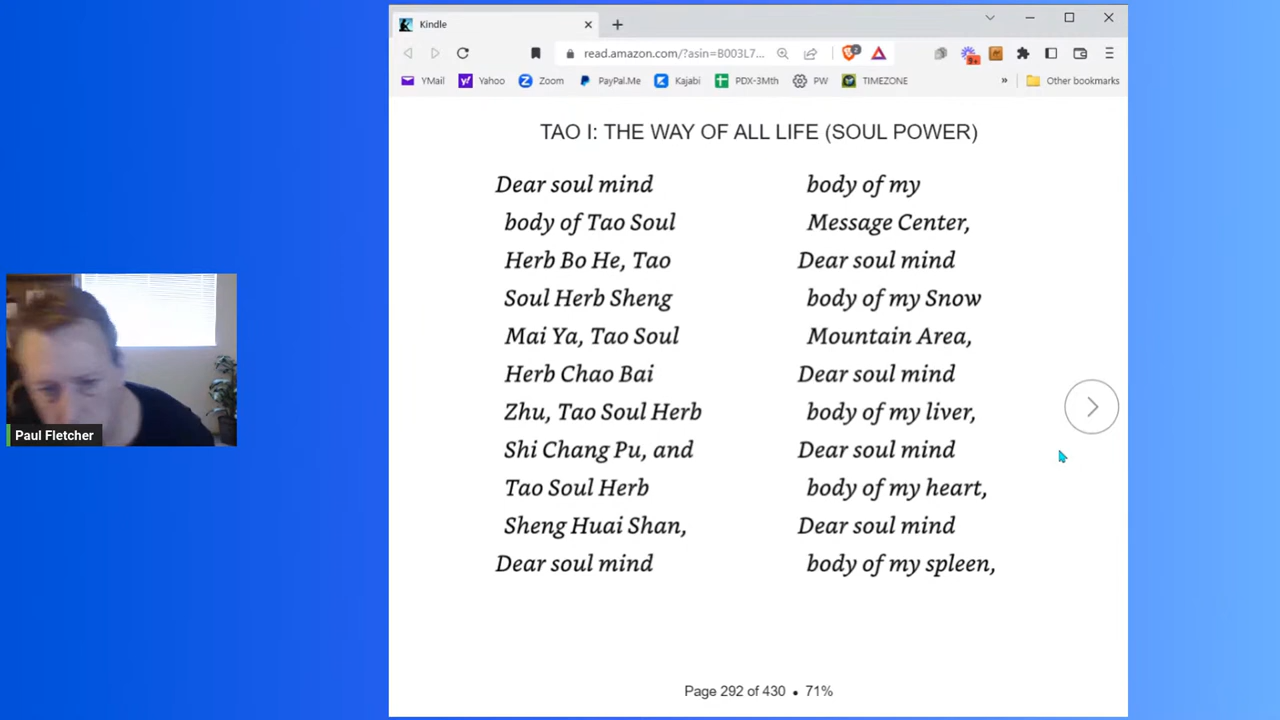 Kindle
read.amazon.com/?asin=B003L7...
2
9+
YMail
Yahoo
Zoom
PayPal.Me
Kajabi
PDX-3Mth
PW
TIMEZONE
»
Other bookmarks
TAO I: THE WAY OF ALL LIFE (SOUL POWER)
Dear soul mind
body of Tao Soul
Herb Bo He, Tao
Soul Herb Sheng
Mai Ya, Tao Soul
Herb Chao Bai
Zhu, Tao Soul Herb
Shi Chang Pu, and
Tao Soul Herb
Sheng Huai Shan,
Dear soul mind
body of my
Message Center,
Dear soul mind
body of my Snow
Mountain Area,
Dear soul mind
body of my liver,
Dear soul mind
body of my heart,
Dear soul mind
body of my spleen,
Page 292 of 430 • 71%
Paul Fletcher